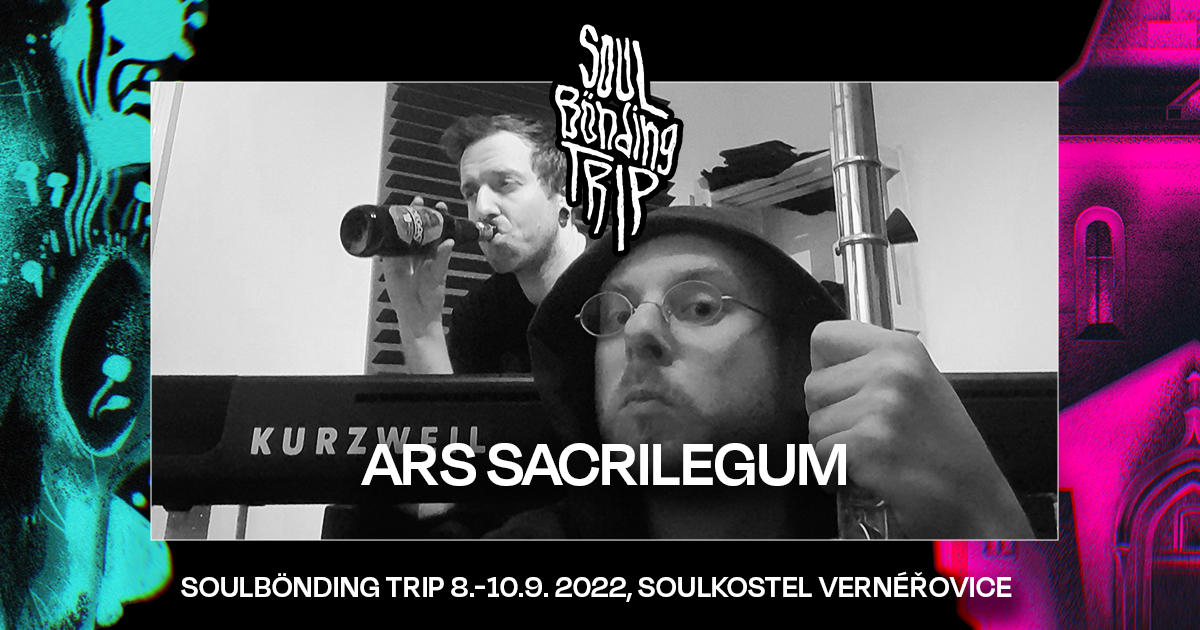 SOUL
Bönding
TRIP
KURZWEIL
ARS SACRILEGUM
SOULBÖNDING TRIP 8.-10.9. 2022, SOULKOSTEL VERNÉŘOVICE